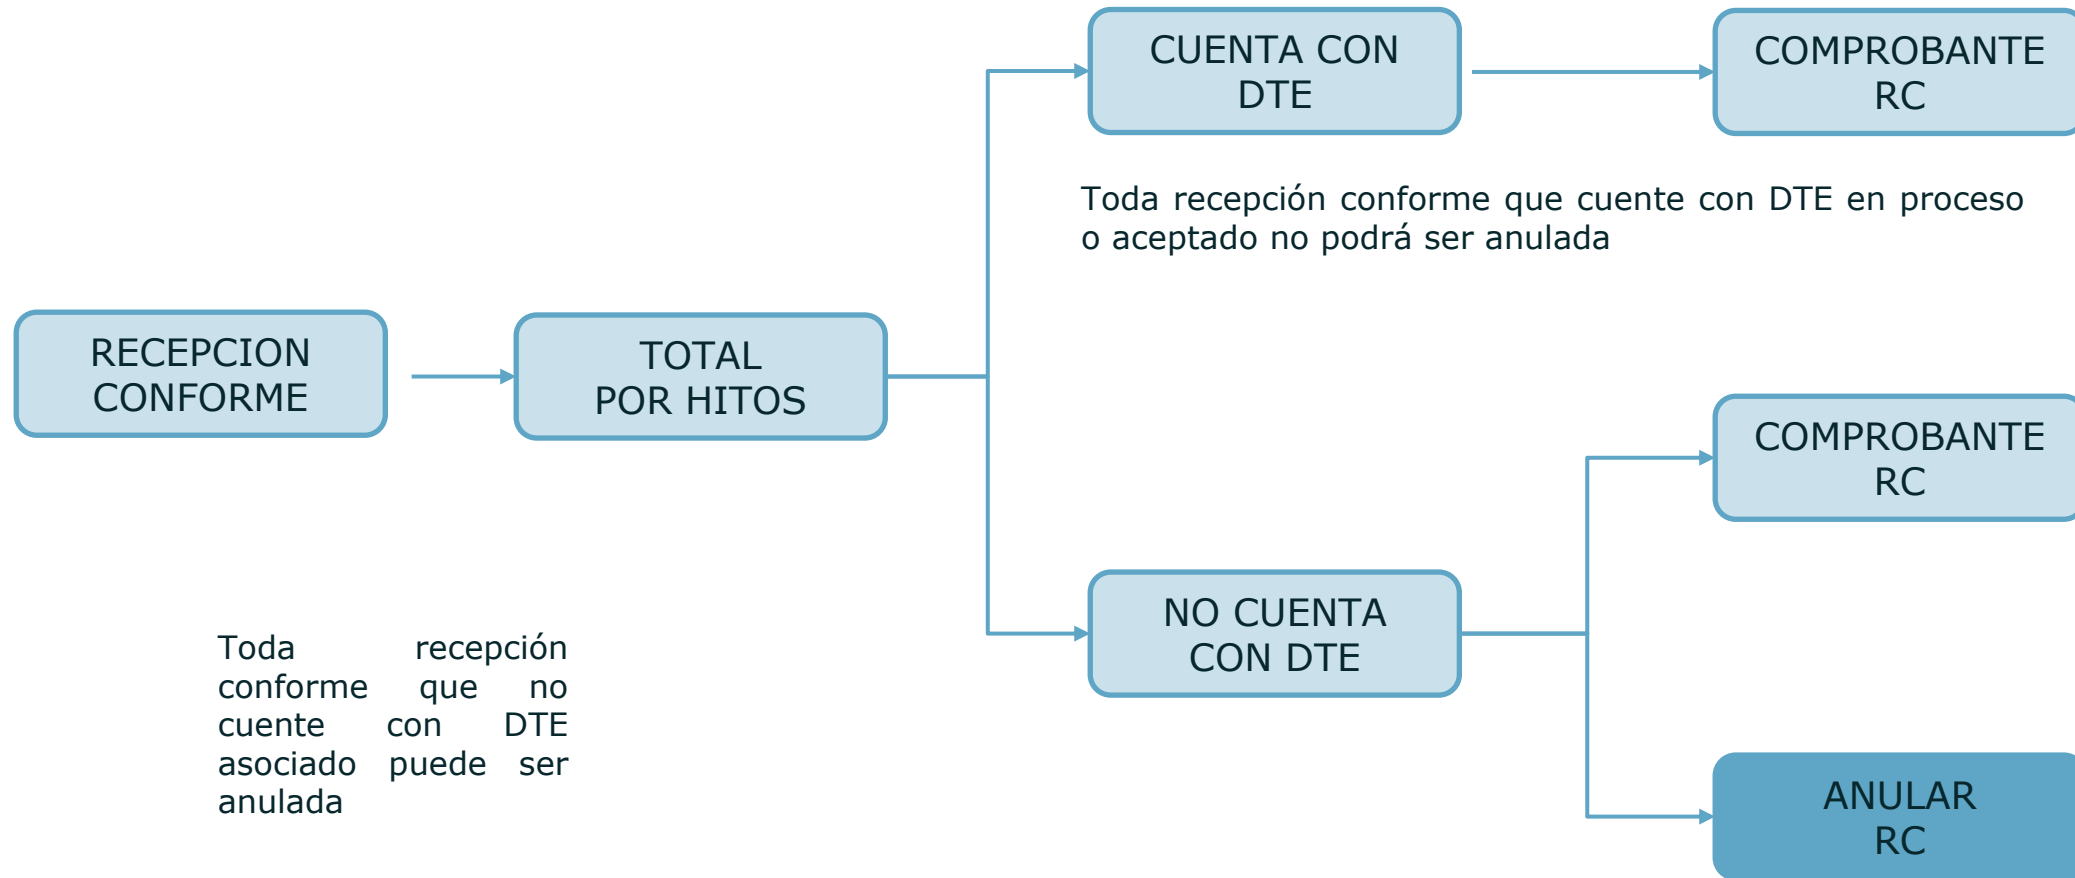 CUENTA CON
DTE
COMPROBANTE
RC
Toda recepción conforme que cuente con DTE en proceso
o aceptado no podrá ser anulada
RECEPCION
CONFORME
TOTAL
POR HITOS
COMPROBANTE
RC
NO CUENTA
CON DTE
Toda recepción
conforme que no
cuente con DTE
asociado puede ser
anulada
ANULAR
RC